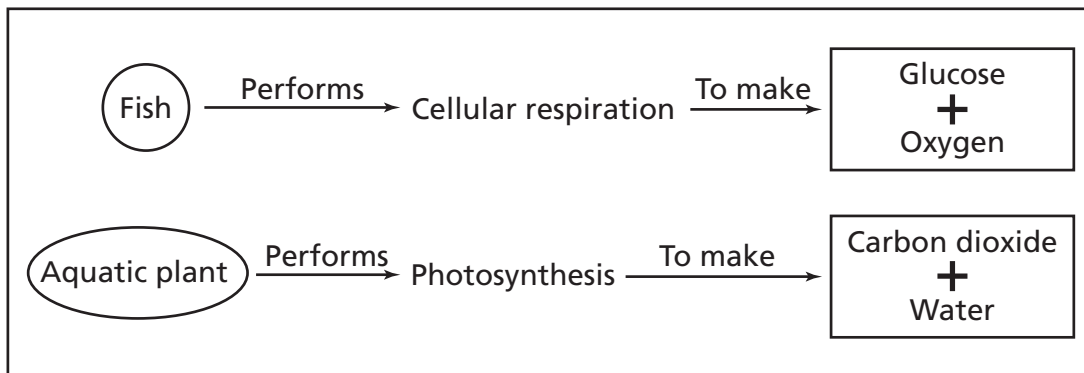 Fish Performs Cellular respiration To make Glucose
+
Oxygen
Aquatic plant Performs Photosynthesis To make Carbon dioxide
+
Water